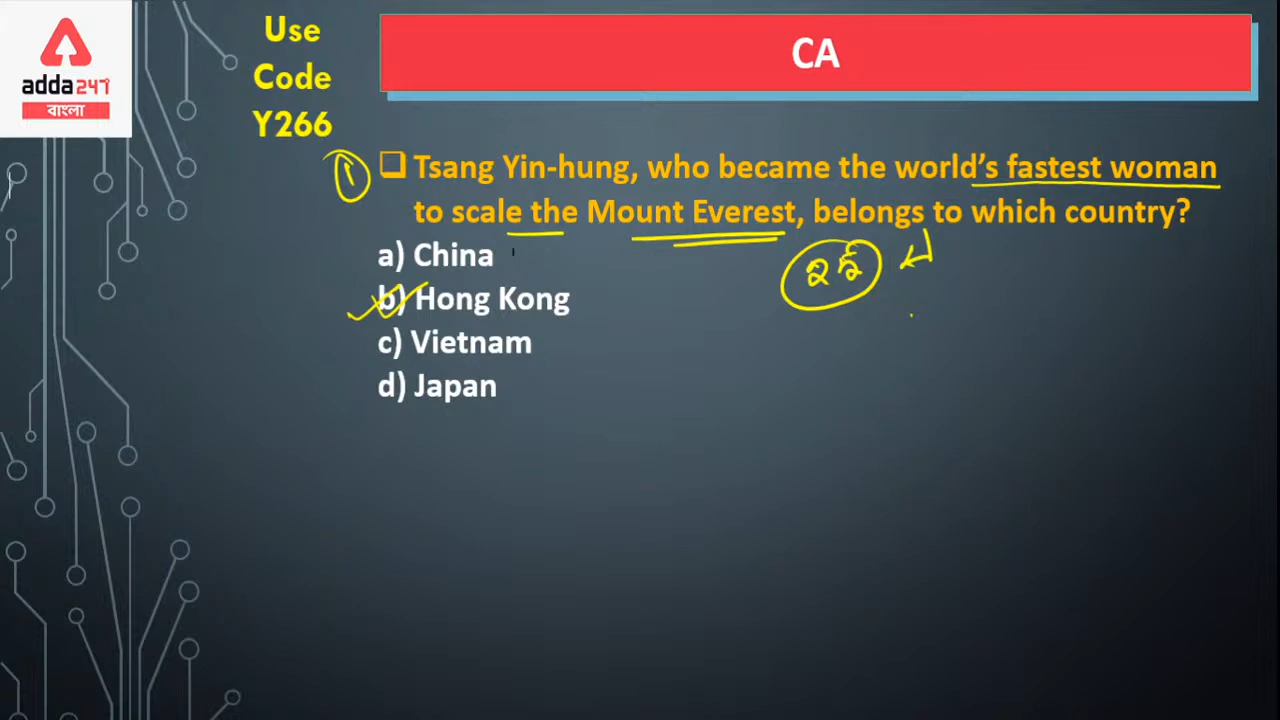 adda247
বাংলা
Use
Code
Y266
CA
Tsang Yin-hung, who became the world's fastest woman
to scale the Mount Everest, belongs to which country?
a) China
b) Hong Kong
c) Vietnam
d) Japan